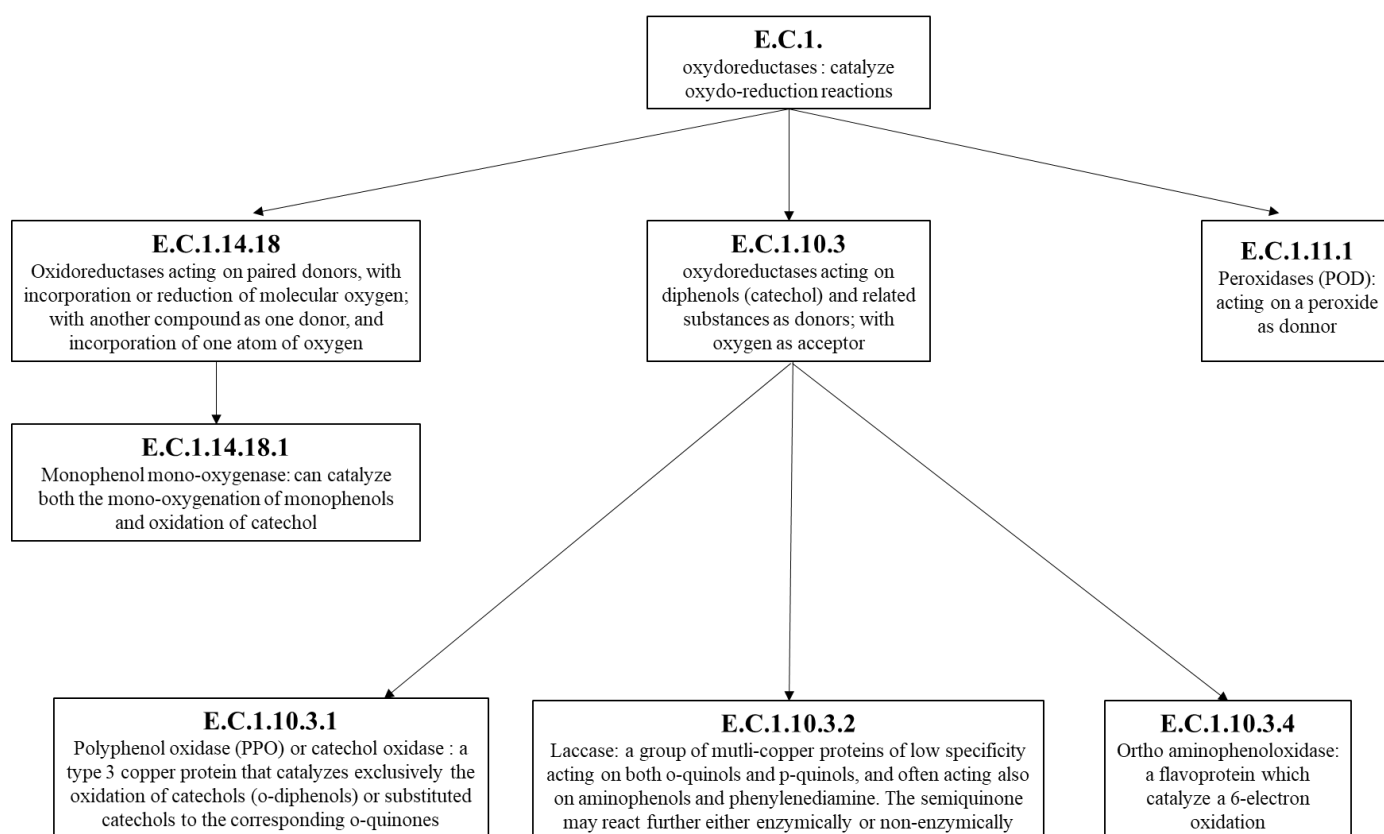 E.C.1.
oxydoreductases : catalyze
oxydo-reduction reactions
E.C.1.14.18
Oxidoreductases acting on paired donors, with
incorporation or reduction of molecular oxygen;
with another compound as one donor, and
incorporation of one atom of oxygen
E.C.1.10.3
oxydoreductases acting on
diphenols (catechol) and related
substances as donors; with
oxygen as acceptor
E.C.1.11.1
Peroxidases (POD):
acting on a peroxide
as donnor
E.C.1.14.18.1
Monophenol mono-oxygenase: can catalyze
both the mono-oxygenation of monophenols
and oxidation of catechol
E.C.1.10.3.1
Polyphenol oxidase (PPO) or catechol oxidase : a
type 3 copper protein that catalyzes exclusively the
oxidation of catechols (o-diphenols) or substituted
catechols to the corresponding o-quinones
E.C.1.10.3.2
Laccase: a group of mutli-copper proteins of low specificity
acting on both o-quinols and p-quinols, and often acting also
on aminophenols and phenylenediamine. The semiquinone
may react further either enzymically or non-enzymically
E.C.1.10.3.4
Ortho aminophenoloxidase:
a flavoprotein which
catalyze a 6-electron
oxidation